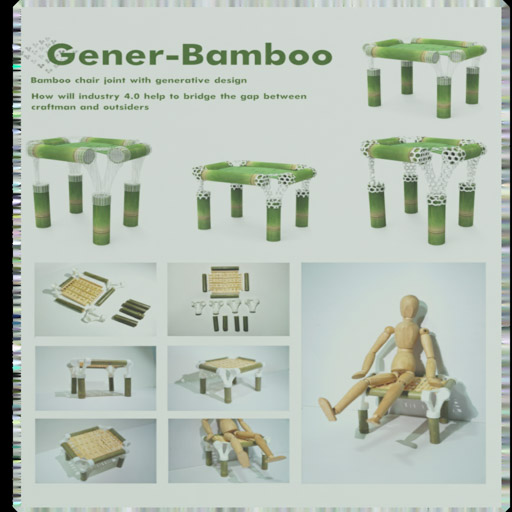 Gener-Bamboo
Bamboo chair joint with generative design
How will industry 4.0 help to bridge the gap between
craftman and outsiders